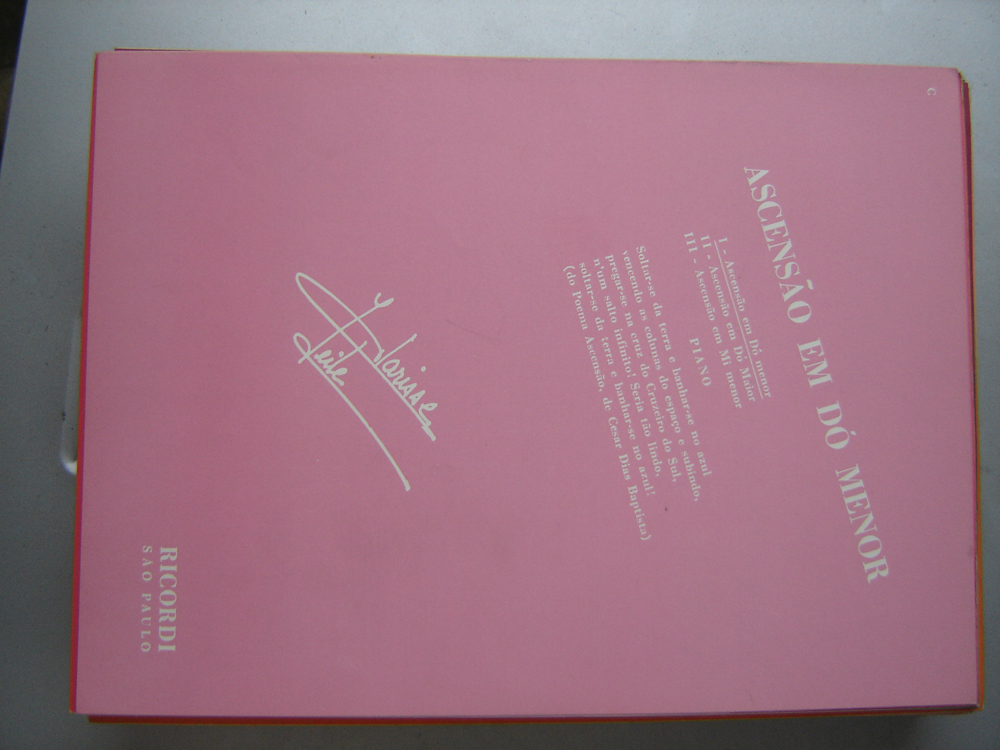 C
ASCENSÃO EM DÓ MENOR
I - Ascensão em Dó menor
II - Ascensão em Dó Maior
III - Ascensão em Mi menor
PIANO
Soltar-se da terra e banhar-se no azul
vencendo as colunas do espaço e subindo,
pregar-se na cruz do Cruzeiro do Sul,
n'um salto infinito! Seria tão lindo,
soltar-se da terra e banhar-se no azul!
(do Poema Ascensão, de Cesar Dias Baptista)
Clarisse
Leite
RICORDI
SÃO PAULO